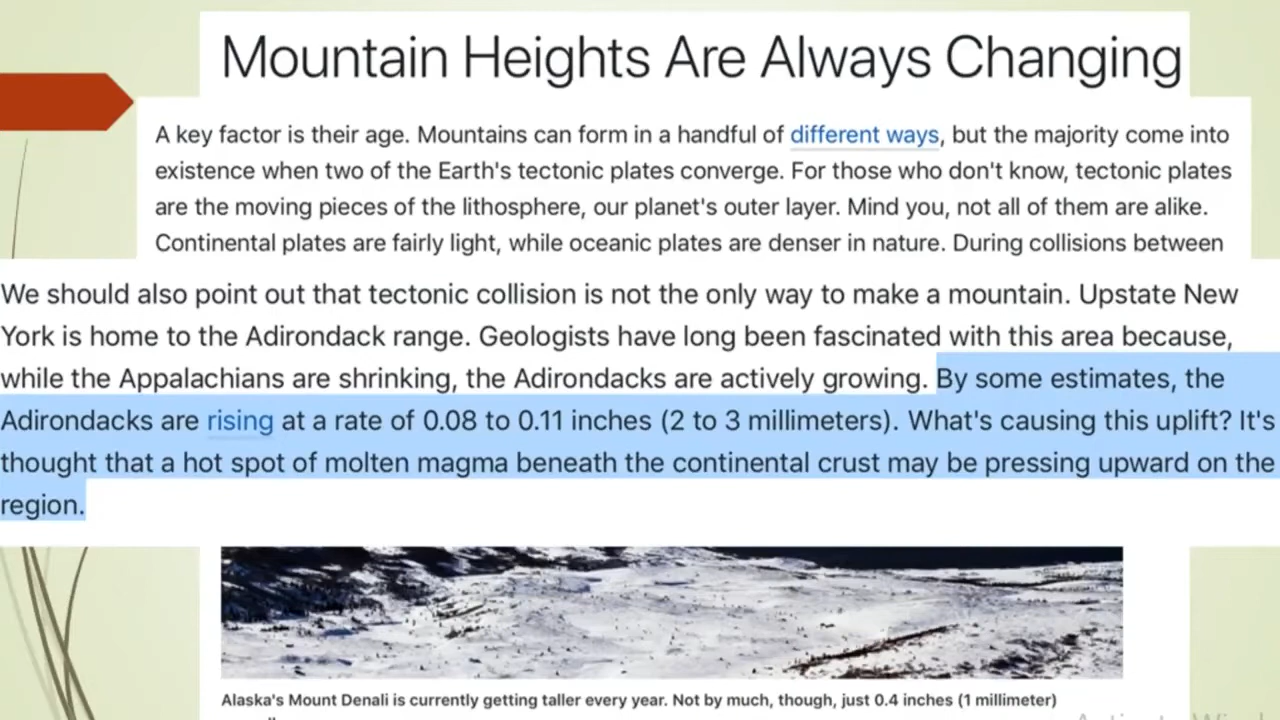 Mountain Heights Are Always Changing
A key factor is their age. Mountains can form in a handful of different ways, but the majority come into
existence when two of the Earth's tectonic plates converge. For those who don't know, tectonic plates
are the moving pieces of the lithosphere, our planet's outer layer. Mind you, not all of them are alike.
Continental plates are fairly light, while oceanic plates are denser in nature. During collisions between
We should also point out that tectonic collision is not the only way to make a mountain. Upstate New
York is home to the Adirondack range. Geologists have long been fascinated with this area because,
while the Appalachians are shrinking, the Adirondacks are actively growing. By some estimates, the
Adirondacks are rising at a rate of 0.08 to 0.11 inches (2 to 3 millimeters). What's causing this uplift? It's
thought that a hot spot of molten magma beneath the continental crust may be pressing upward on the
region.
Alaska's Mount Denali is currently getting taller every year. Not by much, though, just 0.4 inches (1 millimeter)